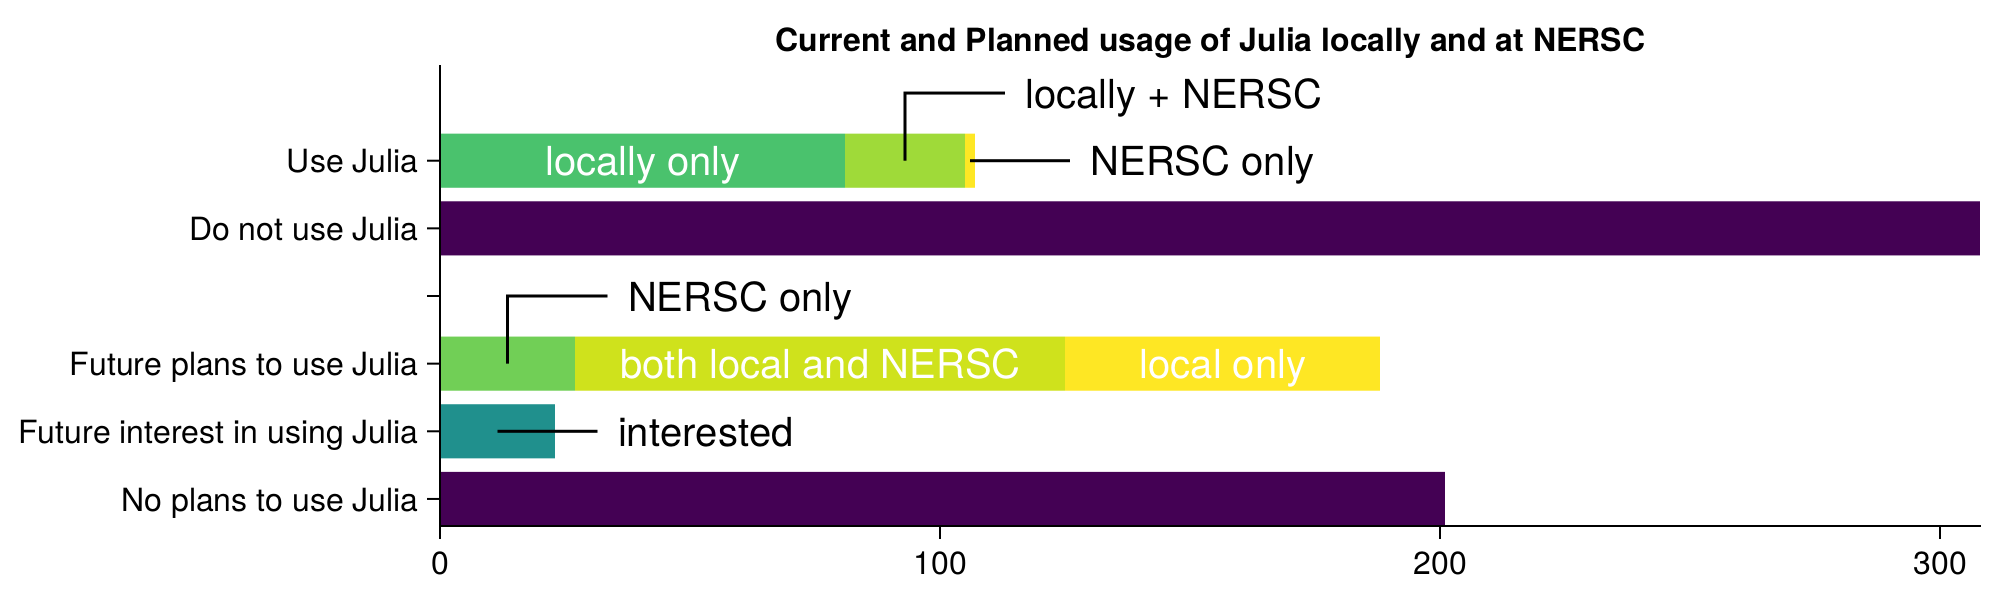 Current and Planned usage of Julia locally and at NERSC
locally + NERSC
Use Julia
locally only
NERSC only
Do not use Julia
NERSC only
Future plans to use Julia
both local and NERSC
local only
Future interest in using Julia
interested
No plans to use Julia
0
100
200
300